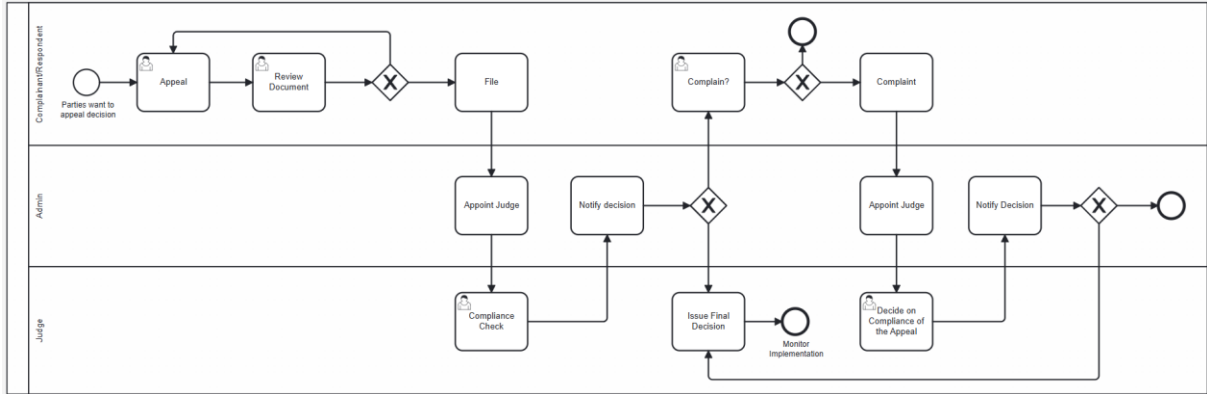 Complainant/Respondent
Parties want to
appeal decision
Appeal
Review
Document
X
File
Complain?
X
Complaint
Admin
Appoint Judge
Notify decision
X
Appoint Judge
Notify Decision
X
Judge
Compliance
Check
Issue Final
Decision
Monitor
Implementation
Decide on
Compliance of
the Appeal